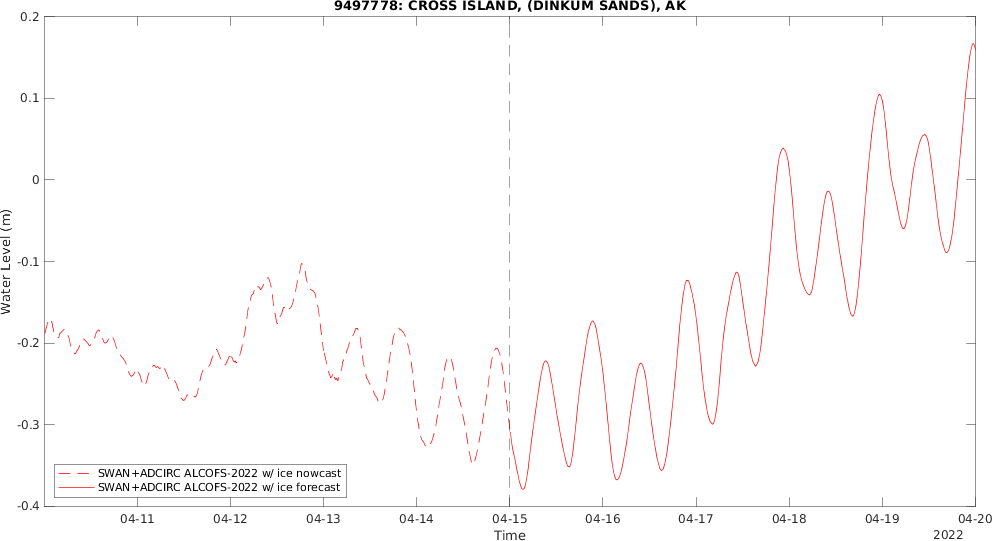 9497778: CROSS ISLAND, (DINKUM SANDS), AK
Water Level (m)
0.2
0.1
0
-0.1
-0.2
-0.3
-0.4
SWAN+ADCIRC ALCOFS-2022 w/ ice nowcast
SWAN+ADCIRC ALCOFS-2022 w/ ice forecast
04-11 04-12 04-13 04-14 04-15 04-16 04-17 04-18 04-19 04-20
Time
2022